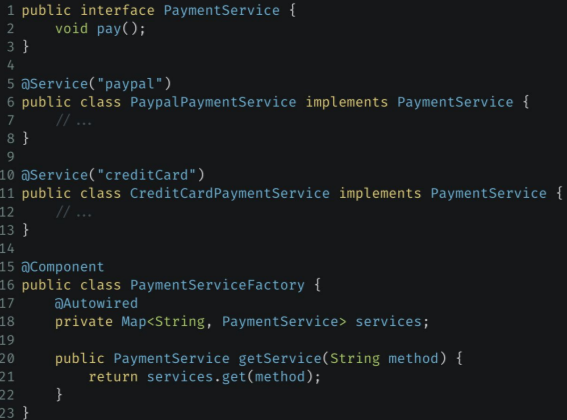 1 public interface PaymentService {
2     void pay();
3 }
4
5 @Service("paypal")
6 public class PaypalPaymentService implements PaymentService {
7     // ...
8 }
9
10 @Service("creditCard")
11 public class CreditCardPaymentService implements PaymentService {
12     // ...
13 }
14
15 @Component
16 public class PaymentServiceFactory {
17     @Autowired
18     private Map<String, PaymentService> services;
19
20     public PaymentService getService(String method) {
21         return services.get(method);
22     }
23 }